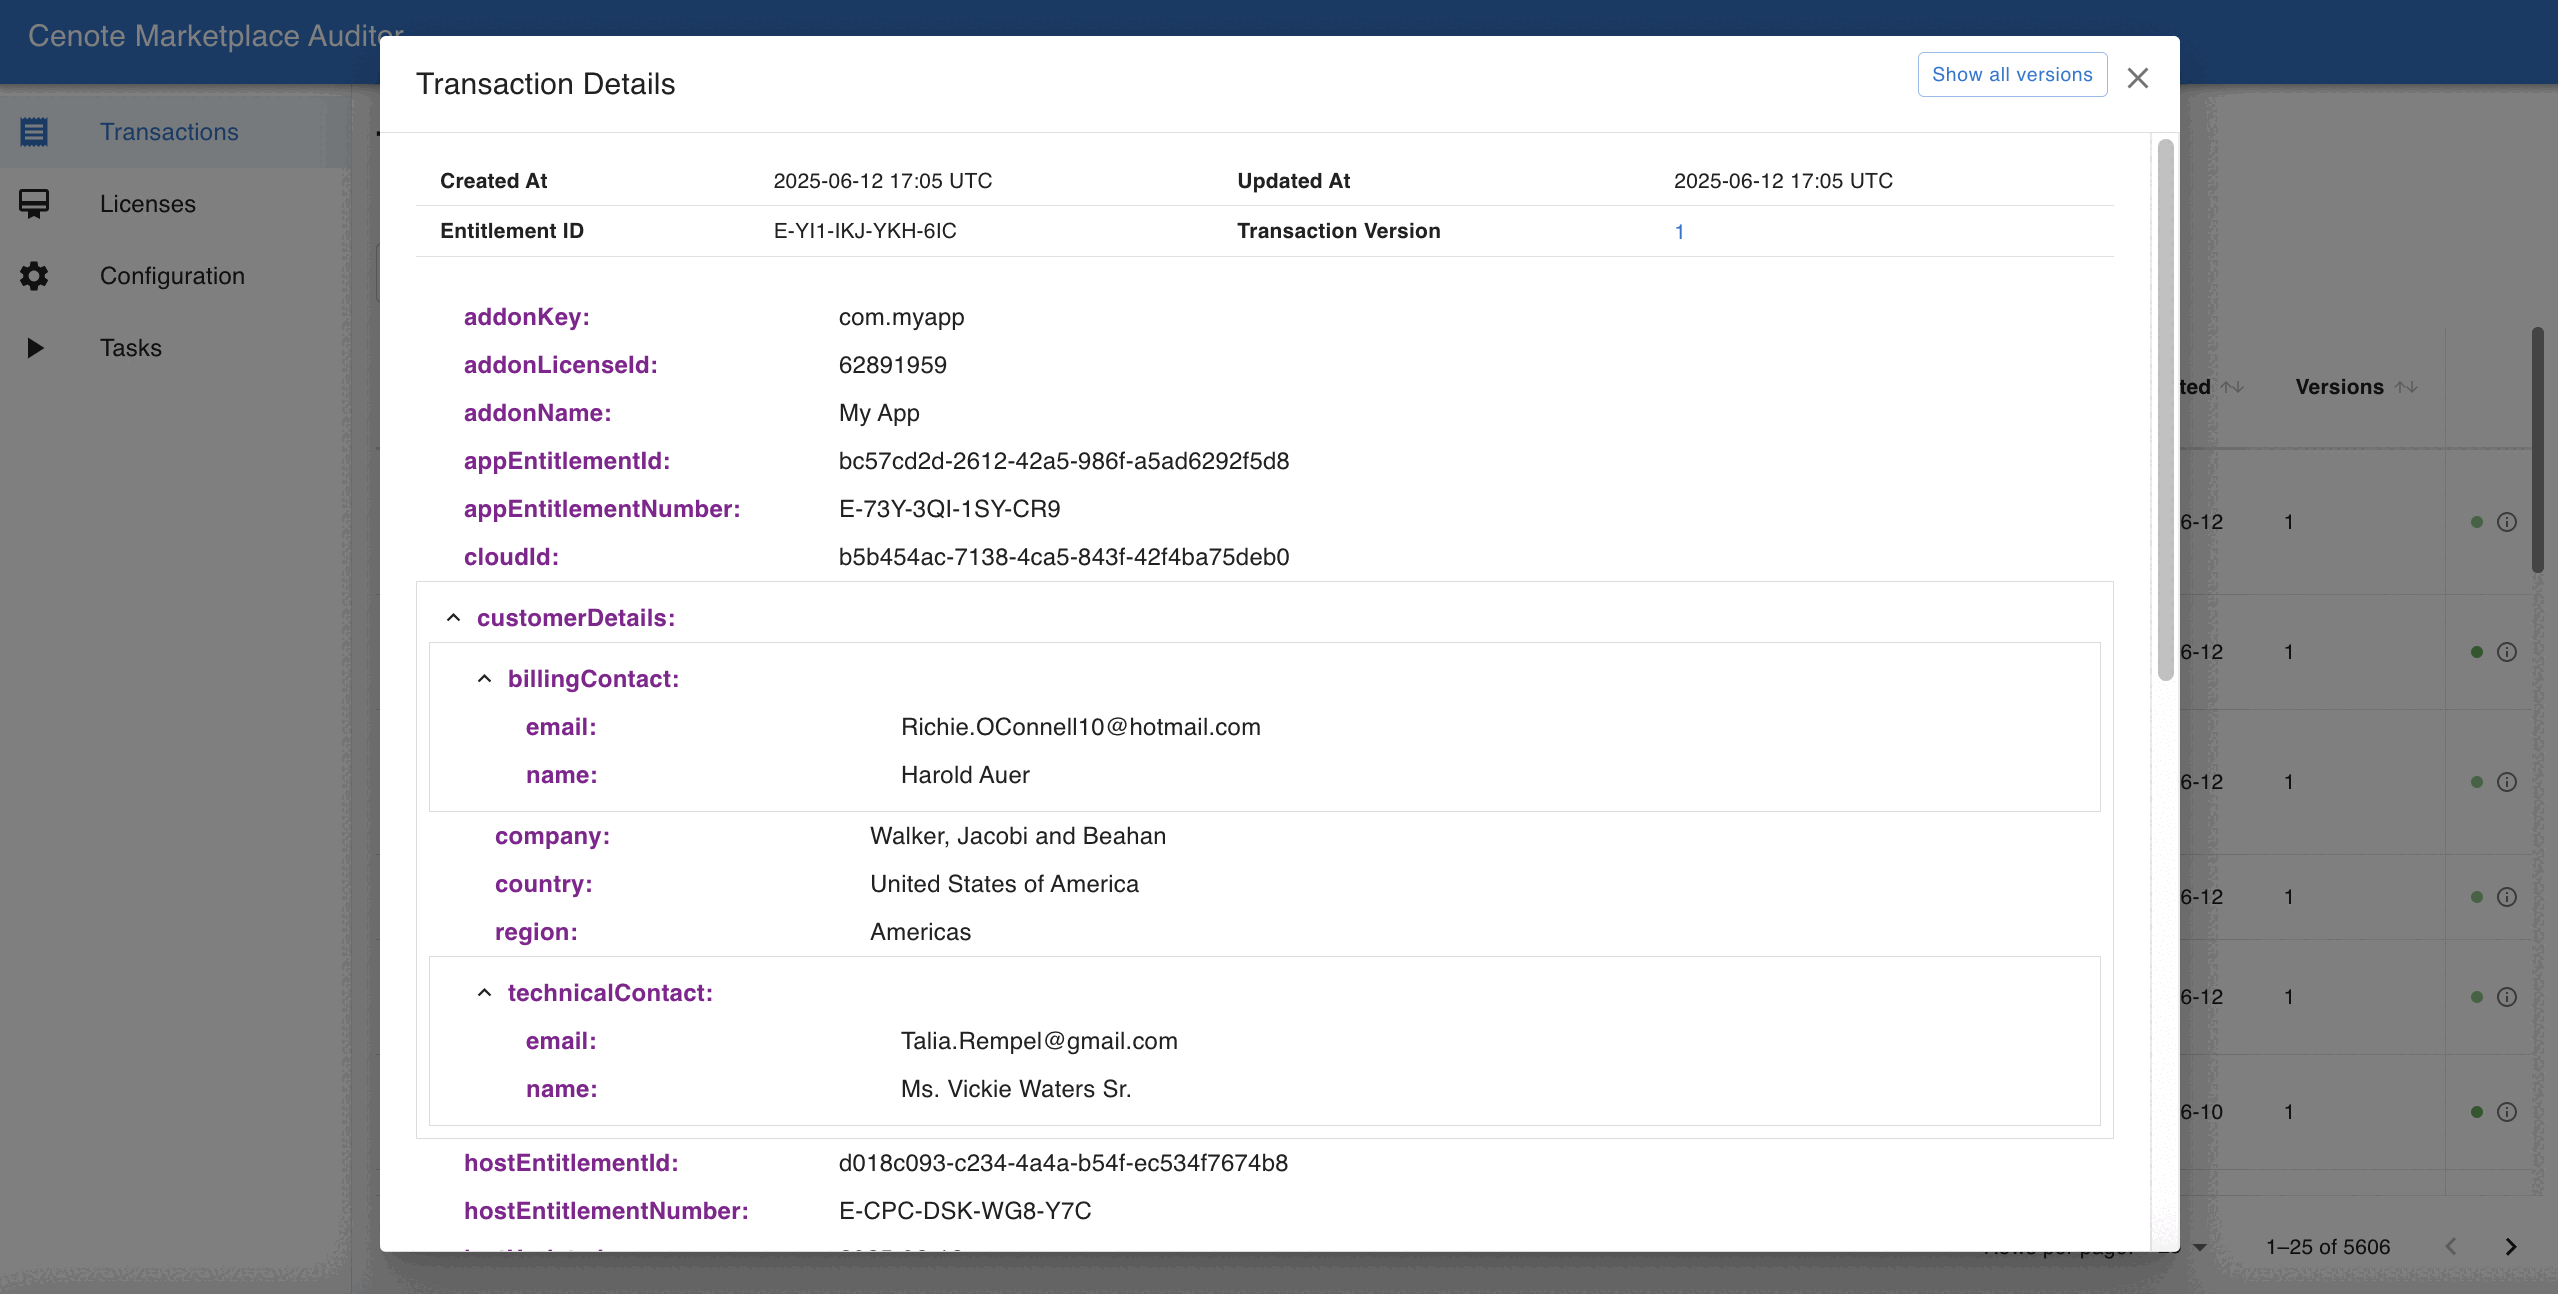 Cenote Marketplace Auditor
Transaction Details
Show all versions
Transactions
Licenses
Configuration
Tasks
Created At 2025-06-12 17:05 UTC Updated At 2025-06-12 17:05 UTC
Entitlement ID E-YI1-IKJ-YKH-6IC Transaction Version 1
addonKey: com.myapp
addonLicenseId: 62891959
addonName: My App
appEntitlementId: bc57cd2d-2612-42a5-986f-a5ad6292f5d8
appEntitlementNumber: E-73Y-3QI-1SY-CR9
cloudId: b5b454ac-7138-4ca5-843f-42f4ba75deb0
customerDetails:
billingContact:
email: Richie.OConnell10@hotmail.com
name: Harold Auer
company: Walker, Jacobi and Beahan
country: United States of America
region: Americas
technicalContact:
email: Talia.Rempel@gmail.com
name: Ms. Vickie Waters Sr.
hostEntitlementId: d018c093-c234-4a4a-b54f-ec534f7674b8
hostEntitlementNumber: E-CPC-DSK-WG8-Y7C
ted Versions
6-12 1
6-12 1
6-12 1
6-12 1
6-12 1
6-10 1
1–25 of 5606